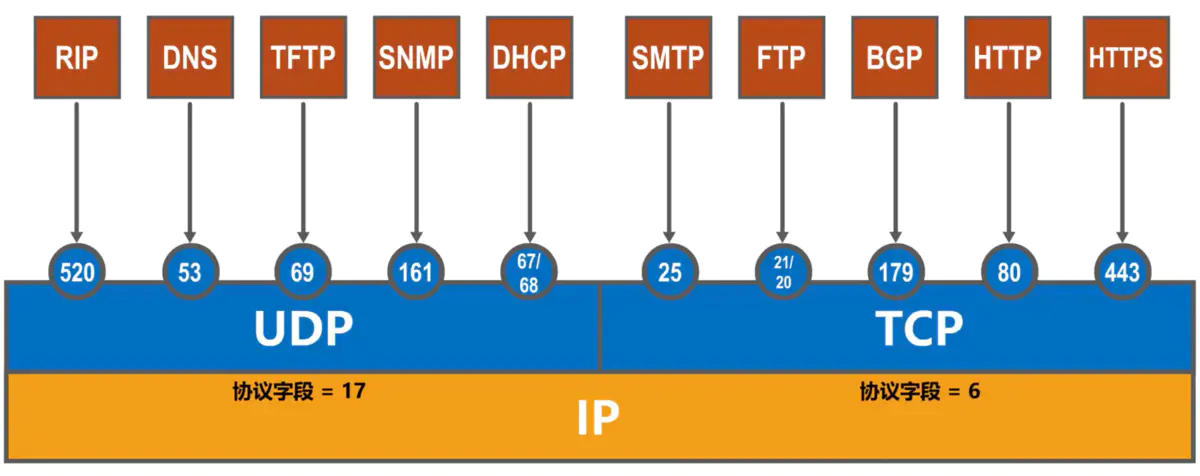 RIP
DNS
TFTP
SNMP
DHCP
SMTP
FTP
BGP
HTTP
HTTPS
520
53
69
161
67/
68
25
21/
20
179
80
443
UDP
TCP
协议字段 = 17
协议字段 = 6
IP